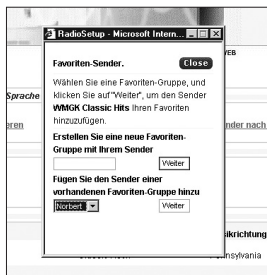 RadioSetup - Microsoft Intern...
Favoriten-Sender.
Close
Wählen Sie eine Favoriten-Gruppe, und
klicken Sie auf "Weiter", um den Sender
WMGK Classic Hits Ihren Favoriten
hinzuzufügen.
Erstellen Sie eine neue Favoriten-
Gruppe mit Ihrem Sender
Weiter
Fügen Sie den Sender einer
vorhandenen Favoriten-Gruppe hinzu
Norbert
Weiter
Sprache
eren
nder nach
sikrichtung